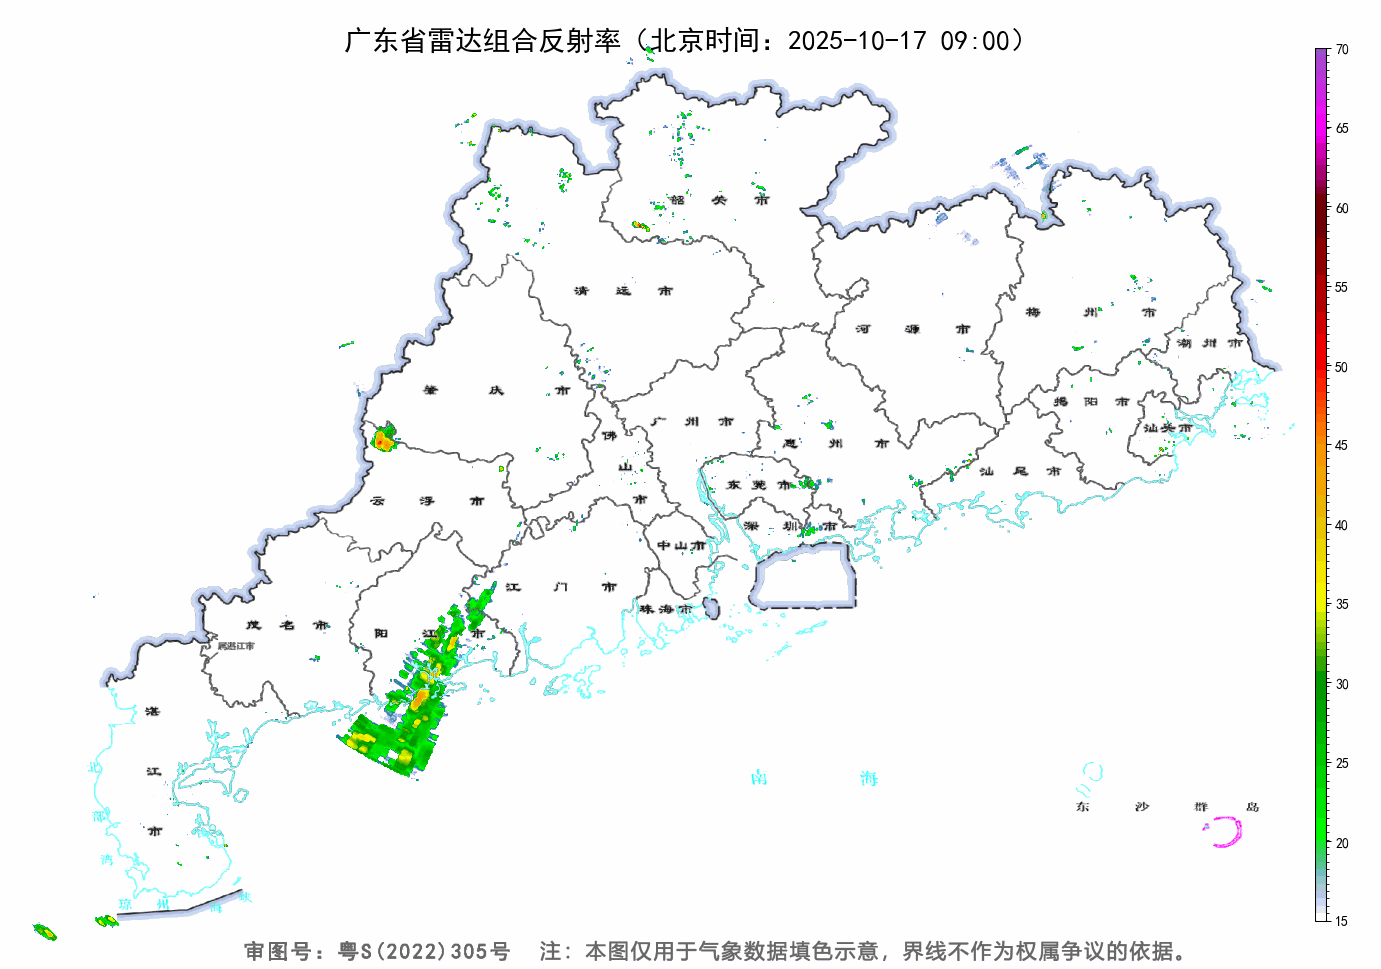 广东省雷达组合反射率（北京时间：2025-10-17 09:00）
70
65
60
55
50
45
40
35
30
25
20
15
韶关市
清远市
河源市
梅州市
潮州市
肇庆市
广州市
佛山市
惠州市
揭阳市
汕头市
汕尾市
东莞市
云浮市
深圳市
中山市
江门市
珠海市
茂名市
阳江市
属湛江市
湛江市
北部湾
琼州海峡
南海
东沙群岛
审图号：粤S(2022)305号 注：本图仅用于气象数据填色示意，界线不作为权属争议的依据。